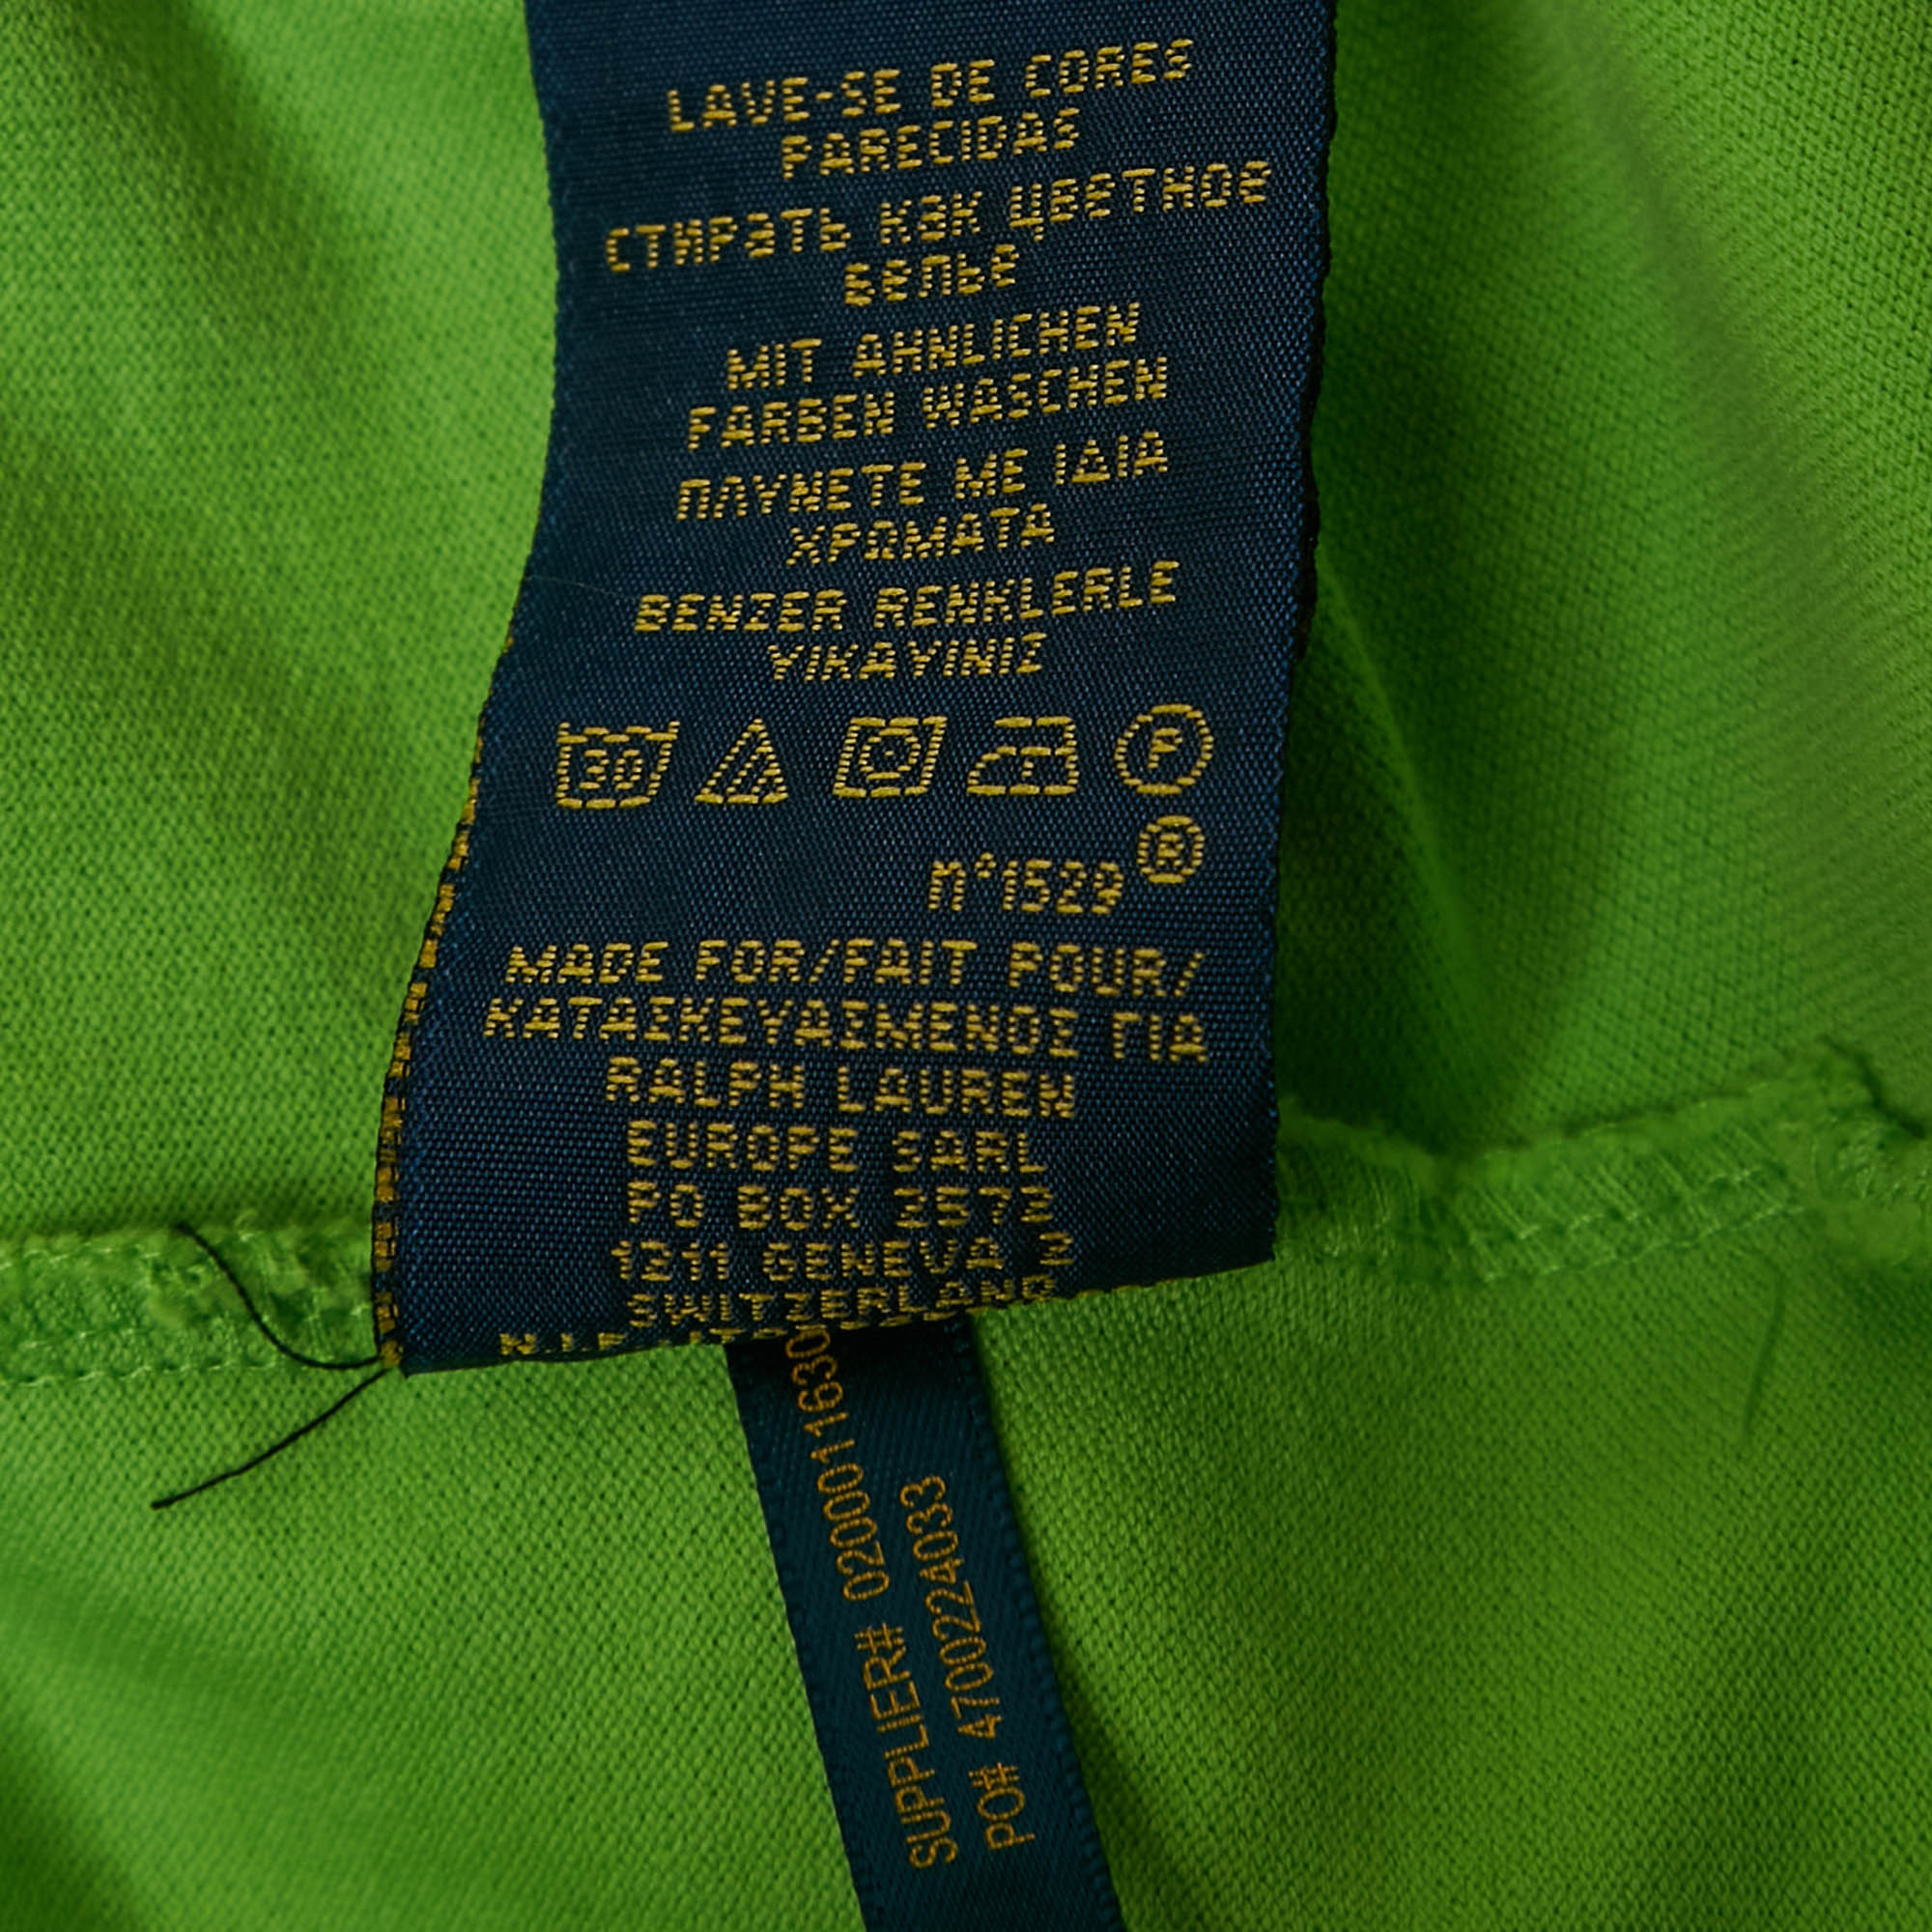 LAVE-SE DE CORES
PARECIDAS
СТИРАТЬ КАК ЦВЕТНОЕ
БЕЛЬЕ
MIT AHNLICHEN
FARBEN WASCHEN
ΠΛΥΝΕΤΕ ΜΕ ΙΔΙΑ
ΧΡΩΜΑΤΑ
BENZER RENKLERLE
YIKAYINIZ
30 P
n°1529®
MADE FOR/FAIT POUR/
ΚΑΤΑΣΚΕΥΑΣΜΕΝΟΣ ΓΙΑ
RALPH LAUREN
EUROPE SARL
PO BOX 2572
1211 GENEVA 2
SWITZERLAND
SUPPLIER# 0200011630
PO# 4700224033